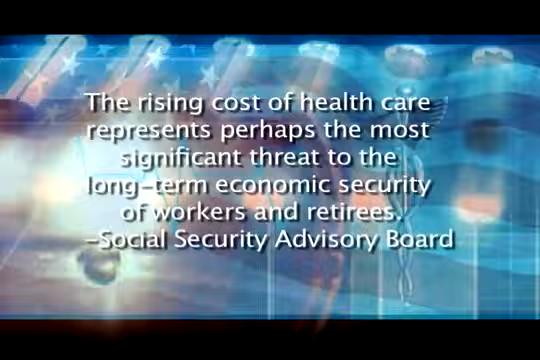 The rising cost of health care
represents perhaps the most
significant threat to the
long-term economic security
of workers and retirees.
-Social Security Advisory Board